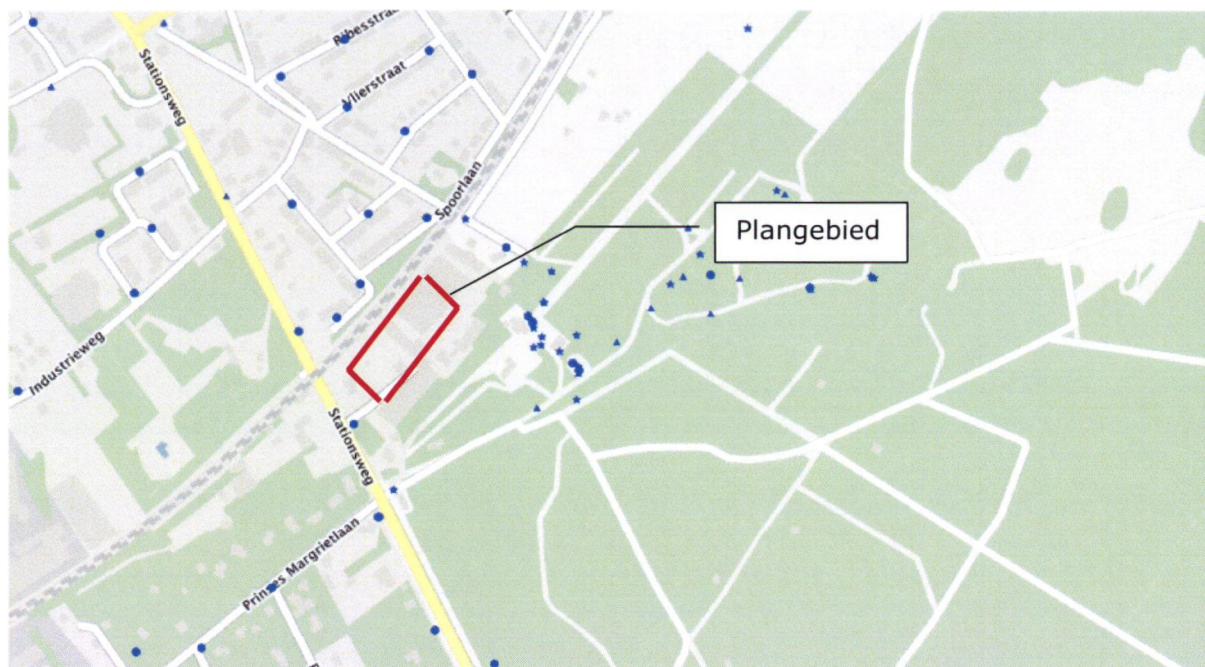 Ribesstraat
Vlierstraat
Stationsweg
Spoorlaan
Plangebied
Industrieweg
Stationsweg
Prinses Margrietlaan